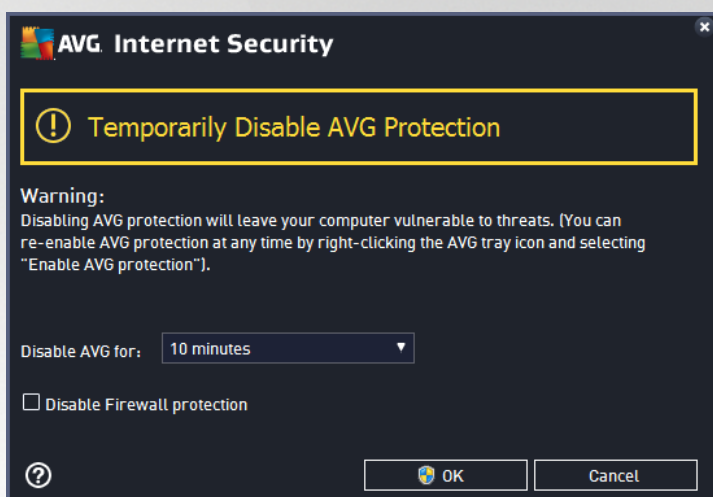 AVG. Internet Security
Temporarily Disable AVG Protection
Warning:
Disabling AVG protection will leave your computer vulnerable to threats. (You can
re-enable AVG protection at any time by right-clicking the AVG tray icon and selecting
"Enable AVG protection").
Disable AVG for: 10 minutes
Disable Firewall protection
OK Cancel